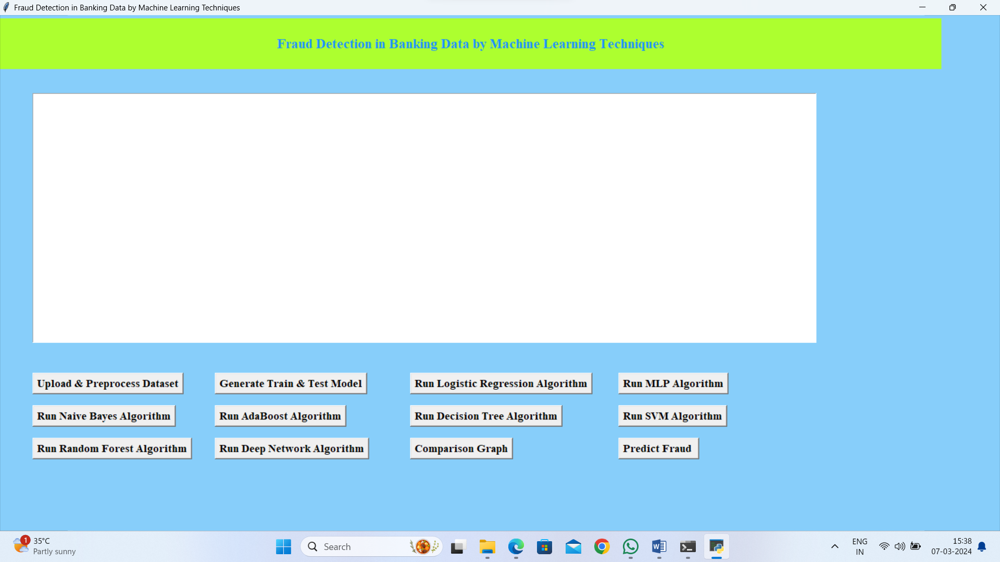 Fraud Detection in Banking Data by Machine Learning Techniques
Fraud Detection in Banking Data by Machine Learning Techniques
Upload & Preprocess Dataset
Generate Train & Test Model
Run Logistic Regression Algorithm
Run MLP Algorithm
Run Naive Bayes Algorithm
Run AdaBoost Algorithm
Run Decision Tree Algorithm
Run SVM Algorithm
Run Random Forest Algorithm
Run Deep Network Algorithm
Comparison Graph
Predict Fraud
1
35°C
Partly sunny
Search
ENG
IN
15:38
07-03-2024